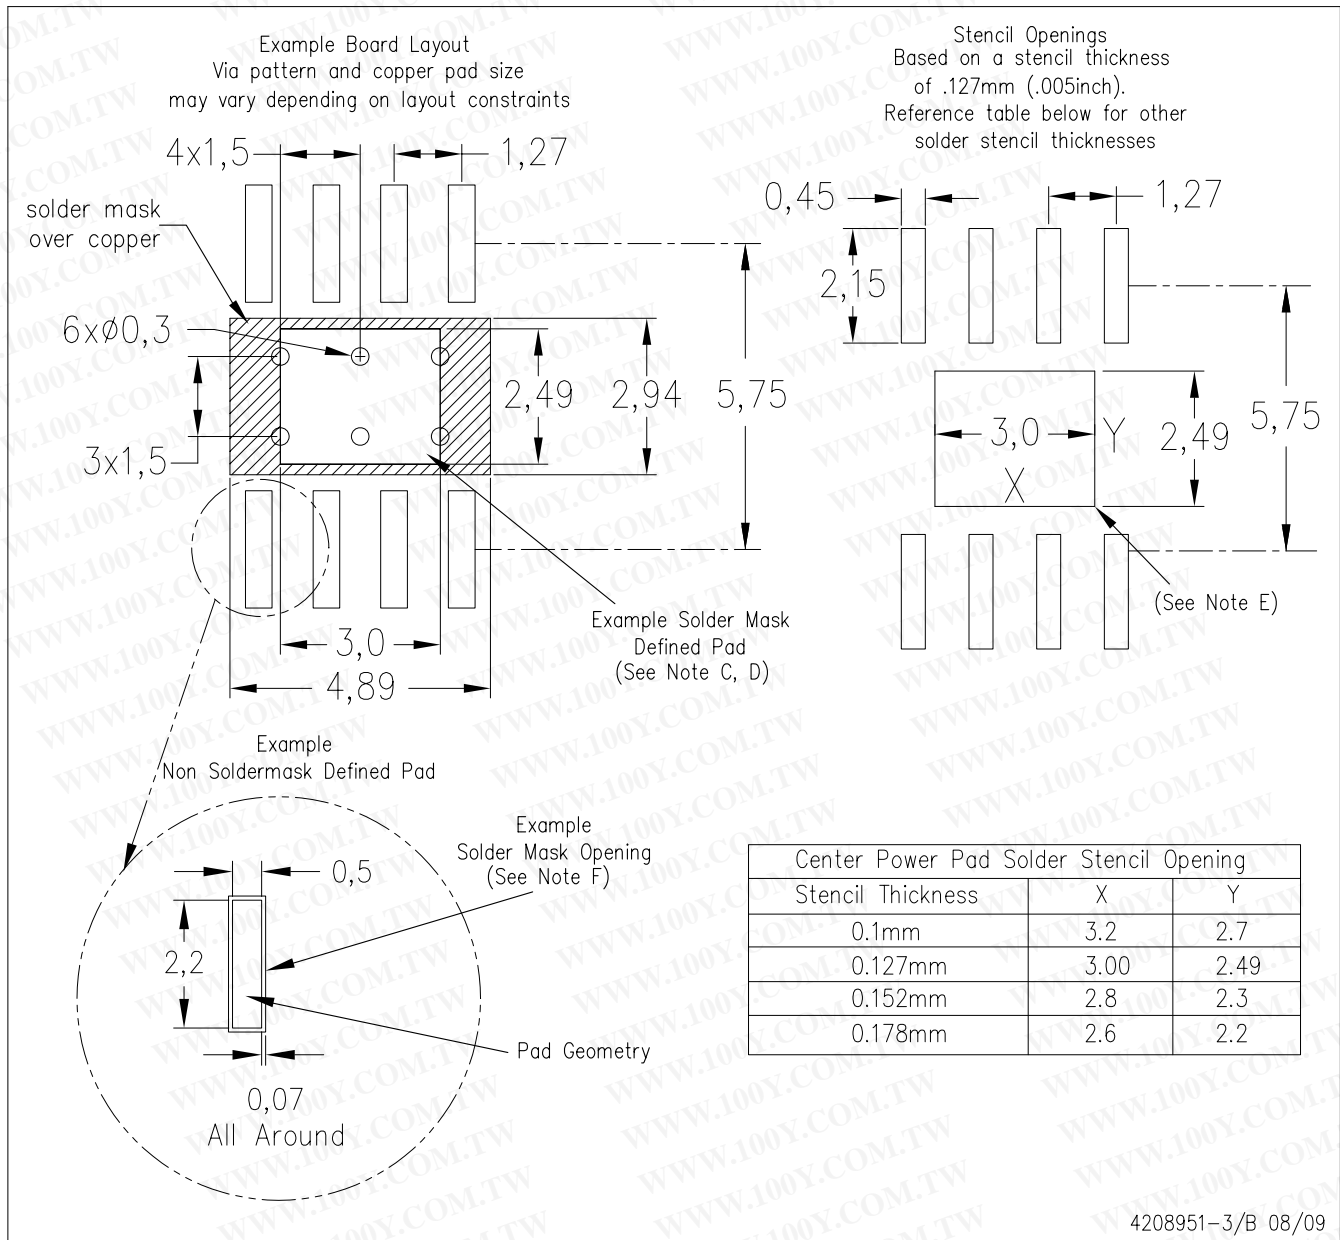 Example Board Layout
Via pattern and copper pad size
may vary depending on layout constraints
4x1,5
1,27
solder mask
over copper
6xø0,3
3x1,5
2,49
2,94
5,75
3,0
4,89
Example Solder Mask
Defined Pad
(See Note C, D)
Stencil Openings
Based on a stencil thickness
of .127mm (.005inch).
Reference table below for other
solder stencil thicknesses
0,45
1,27
2,15
3,0
X
Y
2,49
5,75
(See Note E)
Example
Non Soldermask Defined Pad
Example
Solder Mask Opening
(See Note F)
0,5
2,2
Pad Geometry
0,07
All Around
Center Power Pad Solder Stencil Opening
Stencil Thickness X Y
0.1mm 3.2 2.7
0.127mm 3.00 2.49
0.152mm 2.8 2.3
0.178mm 2.6 2.2
4208951-3/B 08/09
WWW.100Y.COM.TW